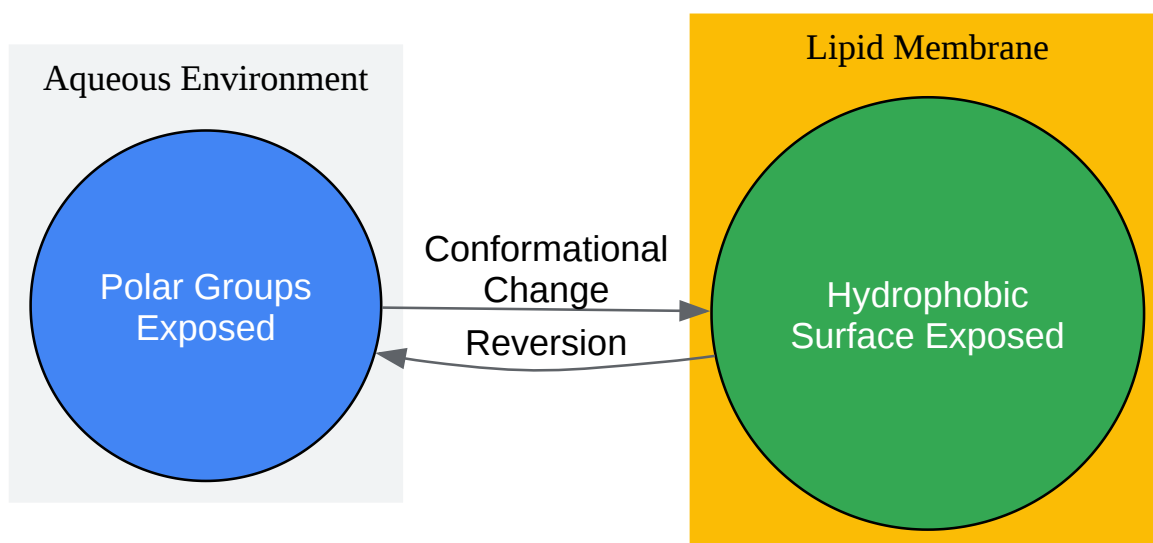 Aqueous Environment
Polar Groups
Exposed
Conformational
Change
Reversion
Lipid Membrane
Hydrophobic
Surface Exposed